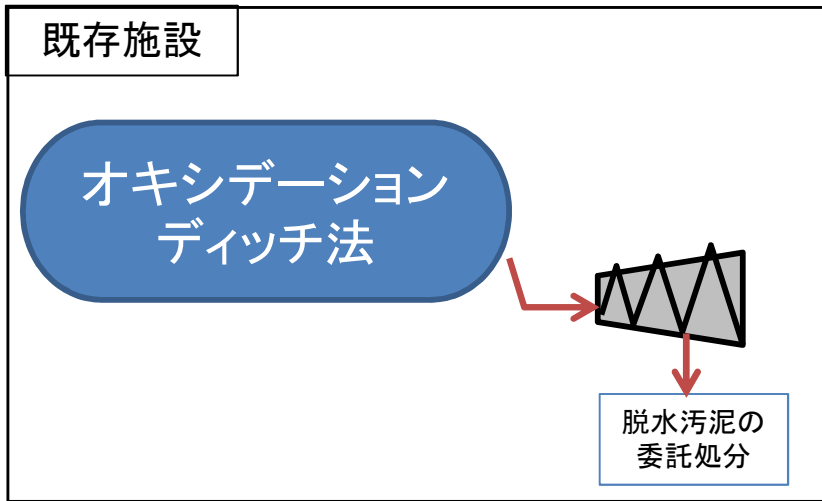 既存施設
オキシデーション
ディッチ法
脱水汚泥の
委託処分